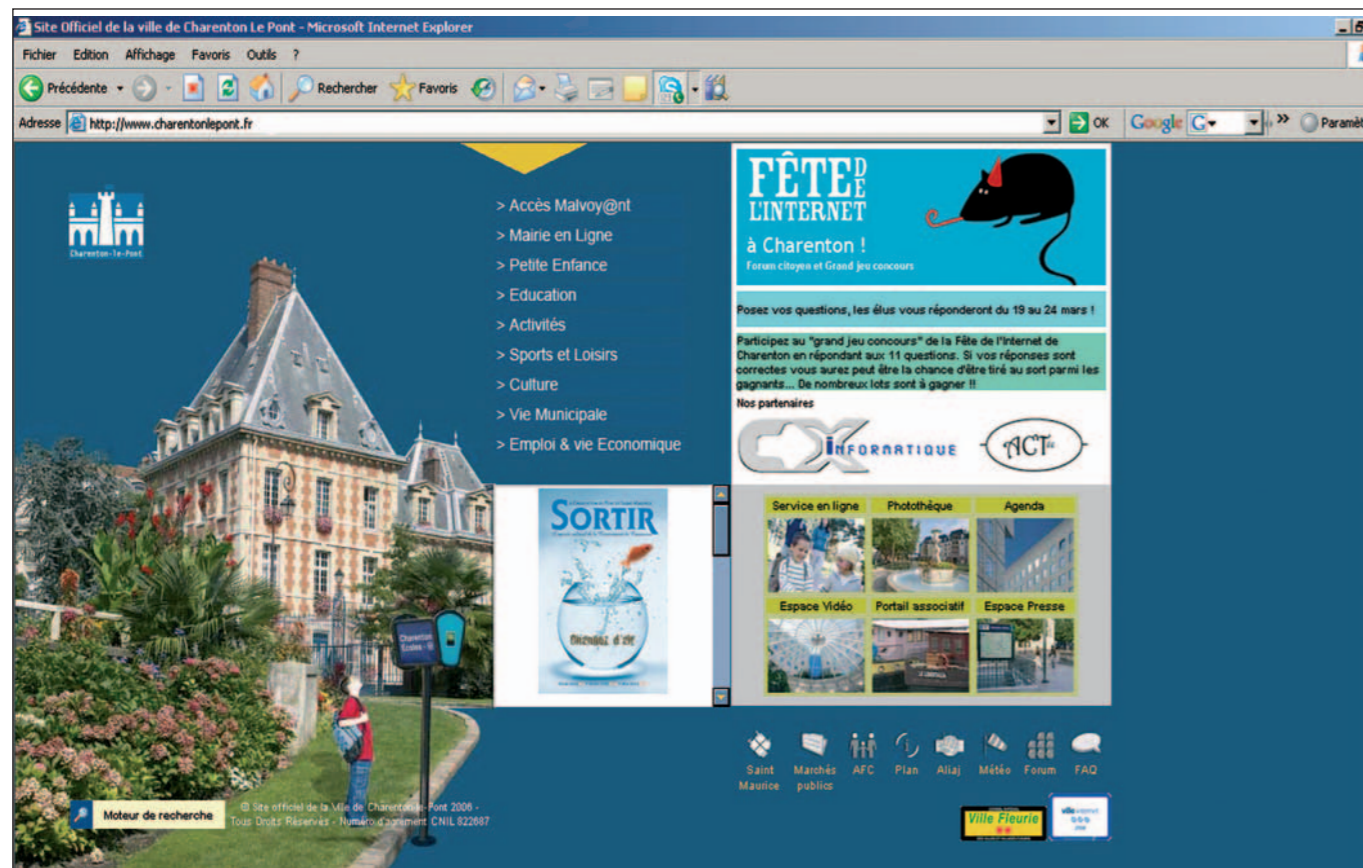 Site Officiel de la ville de Charenton Le Pont - Microsoft Internet Explorer
Fichier Edition Affichage Favoris Outils ?
Précédente Rechercher Favoris
Adresse http://www.charentonlepont.fr OK Google G
Charenton-le-Pont
> Accès Malvoy@nt
> Mairie en Ligne
> Petite Enfance
> Education
> Activités
> Sports et Loisirs
> Culture
> Vie Municipale
> Emploi & vie Economique
FÊTE DE
L'INTERNET
à Charenton !
Forum citoyen et Grand jeu concours
Posez vos questions, les élus vous réponderont du 19 au 24 mars !
Participez au "grand jeu concours" de la Fête de l'Internet de
Charenton en répondant aux 11 questions. Si vos réponses sont
correctes vous aurez peut être la chance d'être tiré au sort parmi les
gagnants... De nombreux lots sont à gagner !!
Nos partenaires
INFORMATIQUE
ACT
SORTIR
Service en ligne Photothèque Agenda
Espace Vidéo Portail associatif Espace Presse
Charenton
Ecoles
Saint
Maurice
Marchés
publics
AFC
Plan
Aliaj
Météo
Forum
FAQ
Moteur de recherche
© Site officiel de la Ville de Charenton-le-Pont 2006 -
Tous Droits Réservés - Numéro d'agrément CNIL 822687
Ville Fleurie
ville internet